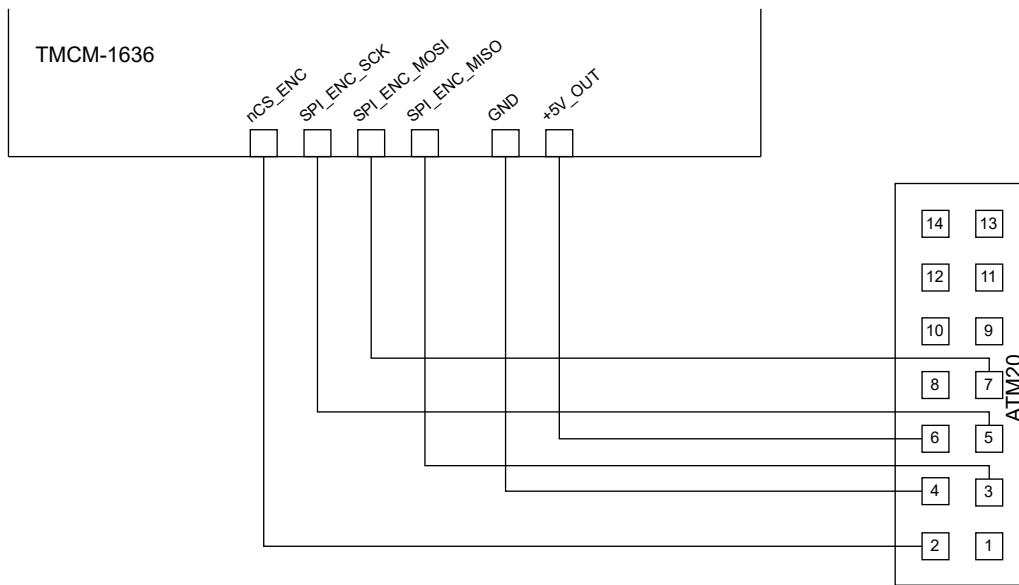 TMCM-1636
nCS_ENC
SPI_ENC_SCK
SPI_ENC_MOSI
SPI_ENC_MISO
GND
+5V_OUT
14 13
12 11
10 9
8 7
6 5
4 3
2 1
ATM20